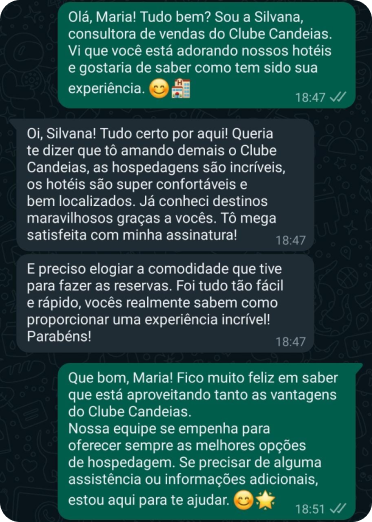 Olá, Maria! Tudo bem? Sou a Silvana,
consultora de vendas do Clube Candeias.
Vi que você está adorando nossos hotéis
e gostaria de saber como tem sido sua
experiência. 😊🏩
18:47
Oi, Silvana! Tudo certo por aqui! Queria
te dizer que tô amando demais o Clube
Candeias, as hospedagens são incríveis,
os hotéis são super confortáveis e
bem localizados. Já conheci destinos
maravilhosos graças a vocês. Tô mega
satisfeita com minha assinatura!
18:47
E preciso elogiar a comodidade que tive
para fazer as reservas. Foi tudo tão fácil
e rápido, vocês realmente sabem como
proporcionar uma experiência incrível!
Parabéns!
18:47
Que bom, Maria! Fico muito feliz em saber
que está aproveitando tanto as vantagens
do Clube Candeias.
Nossa equipe se empenha para
oferecer sempre as melhores opções
de hospedagem. Se precisar de alguma
assistência ou informações adicionais,
estou aqui para te ajudar. 😊🌟
18:51